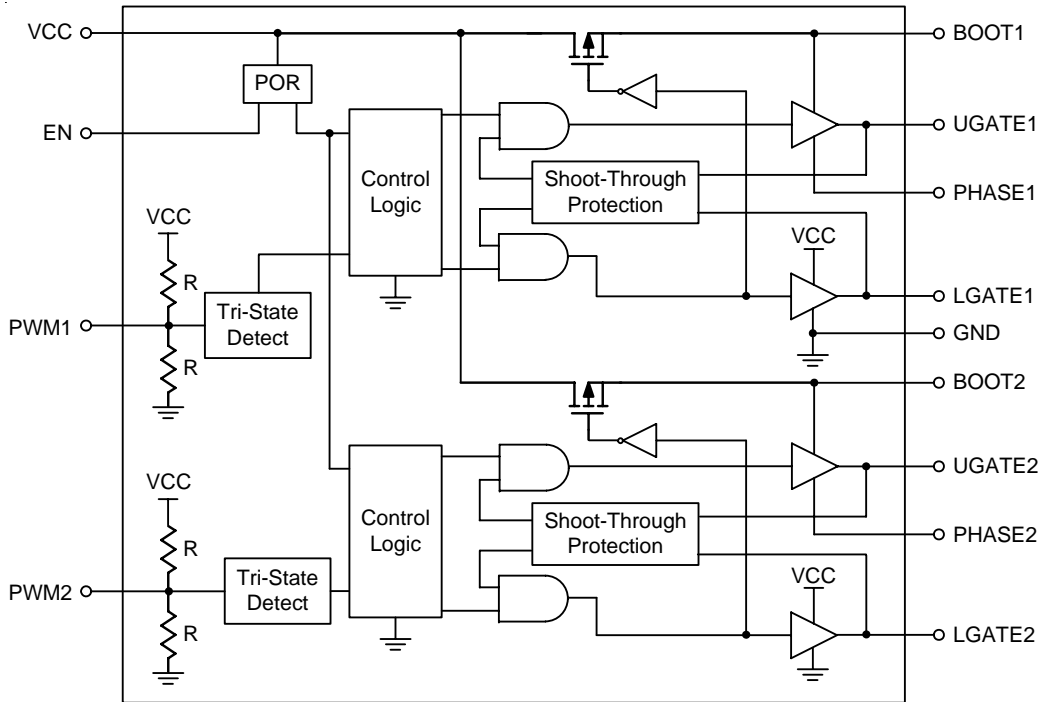 VCC
BOOT1
POR
EN
UGATE1
Control
Logic
Shoot-Through
Protection
PHASE1
VCC
VCC
R
Tri-State
Detect
LGATE1
PWM1
R
GND
BOOT2
UGATE2
VCC
Control
Logic
Shoot-Through
Protection
PHASE2
R
VCC
Tri-State
Detect
PWM2
R
LGATE2